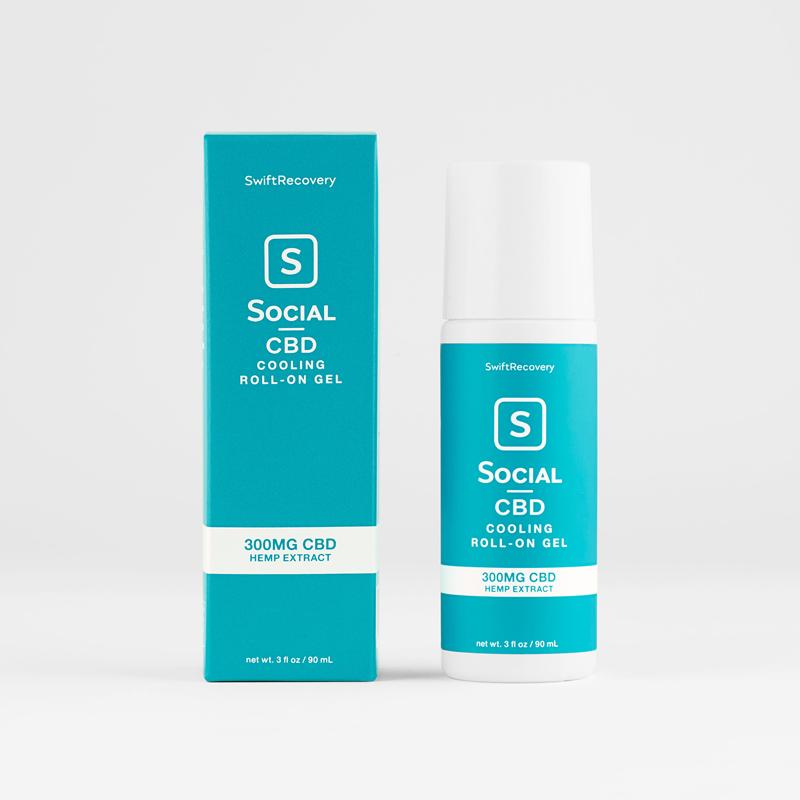 SwiftRecovery
S
SOCIAL
CBD
COOLING
ROLL-ON GEL
300MG CBD
HEMP EXTRACT
net wt. 3 fl oz / 90 mL
SwiftRecovery
S
SOCIAL
CBD
COOLING
ROLL-ON GEL
300MG CBD
HEMP EXTRACT
net wt. 3 fl oz / 90 mL